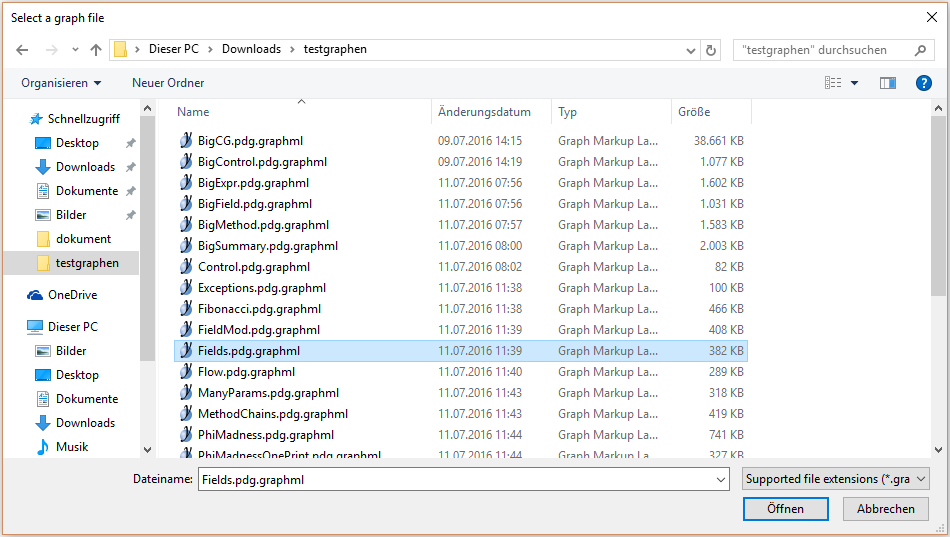 Select a graph file
Dieser PC Downloads testgraphen "testgraphen" durchsuchen
Organisieren Neuer Ordner
Schnellzugriff
Desktop
Downloads
Dokumente
Bilder
dokument
testgraphen
OneDrive
Dieser PC
Bilder
Desktop
Dokumente
Downloads
Musik
Name Änderungsdatum Typ Größe
BigCG.pdg.graphml 09.07.2016 14:15 Graph Markup La... 38.661 KB
BigControl.pdg.graphml 09.07.2016 14:19 Graph Markup La... 1.077 KB
BigExpr.pdg.graphml 11.07.2016 07:56 Graph Markup La... 1.602 KB
BigField.pdg.graphml 11.07.2016 07:56 Graph Markup La... 1.031 KB
BigMethod.pdg.graphml 11.07.2016 07:57 Graph Markup La... 1.583 KB
BigSummary.pdg.graphml 11.07.2016 08:00 Graph Markup La... 2.003 KB
Control.pdg.graphml 11.07.2016 08:02 Graph Markup La... 82 KB
Exceptions.pdg.graphml 11.07.2016 11:38 Graph Markup La... 100 KB
Fibonacci.pdg.graphml 11.07.2016 11:38 Graph Markup La... 466 KB
FieldMod.pdg.graphml 11.07.2016 11:39 Graph Markup La... 408 KB
Fields.pdg.graphml 11.07.2016 11:39 Graph Markup La... 382 KB
Flow.pdg.graphml 11.07.2016 11:40 Graph Markup La... 289 KB
ManyParams.pdg.graphml 11.07.2016 11:43 Graph Markup La... 318 KB
MethodChains.pdg.graphml 11.07.2016 11:43 Graph Markup La... 419 KB
PhiMadness.pdg.graphml 11.07.2016 11:44 Graph Markup La... 741 KB
PhiMadnessOnePrint.pdg.graphml 11.07.2016 11:44 Graph Markup La... 327 KB
Dateiname: Fields.pdg.graphml Supported file extensions (*.gra
Öffnen Abbrechen